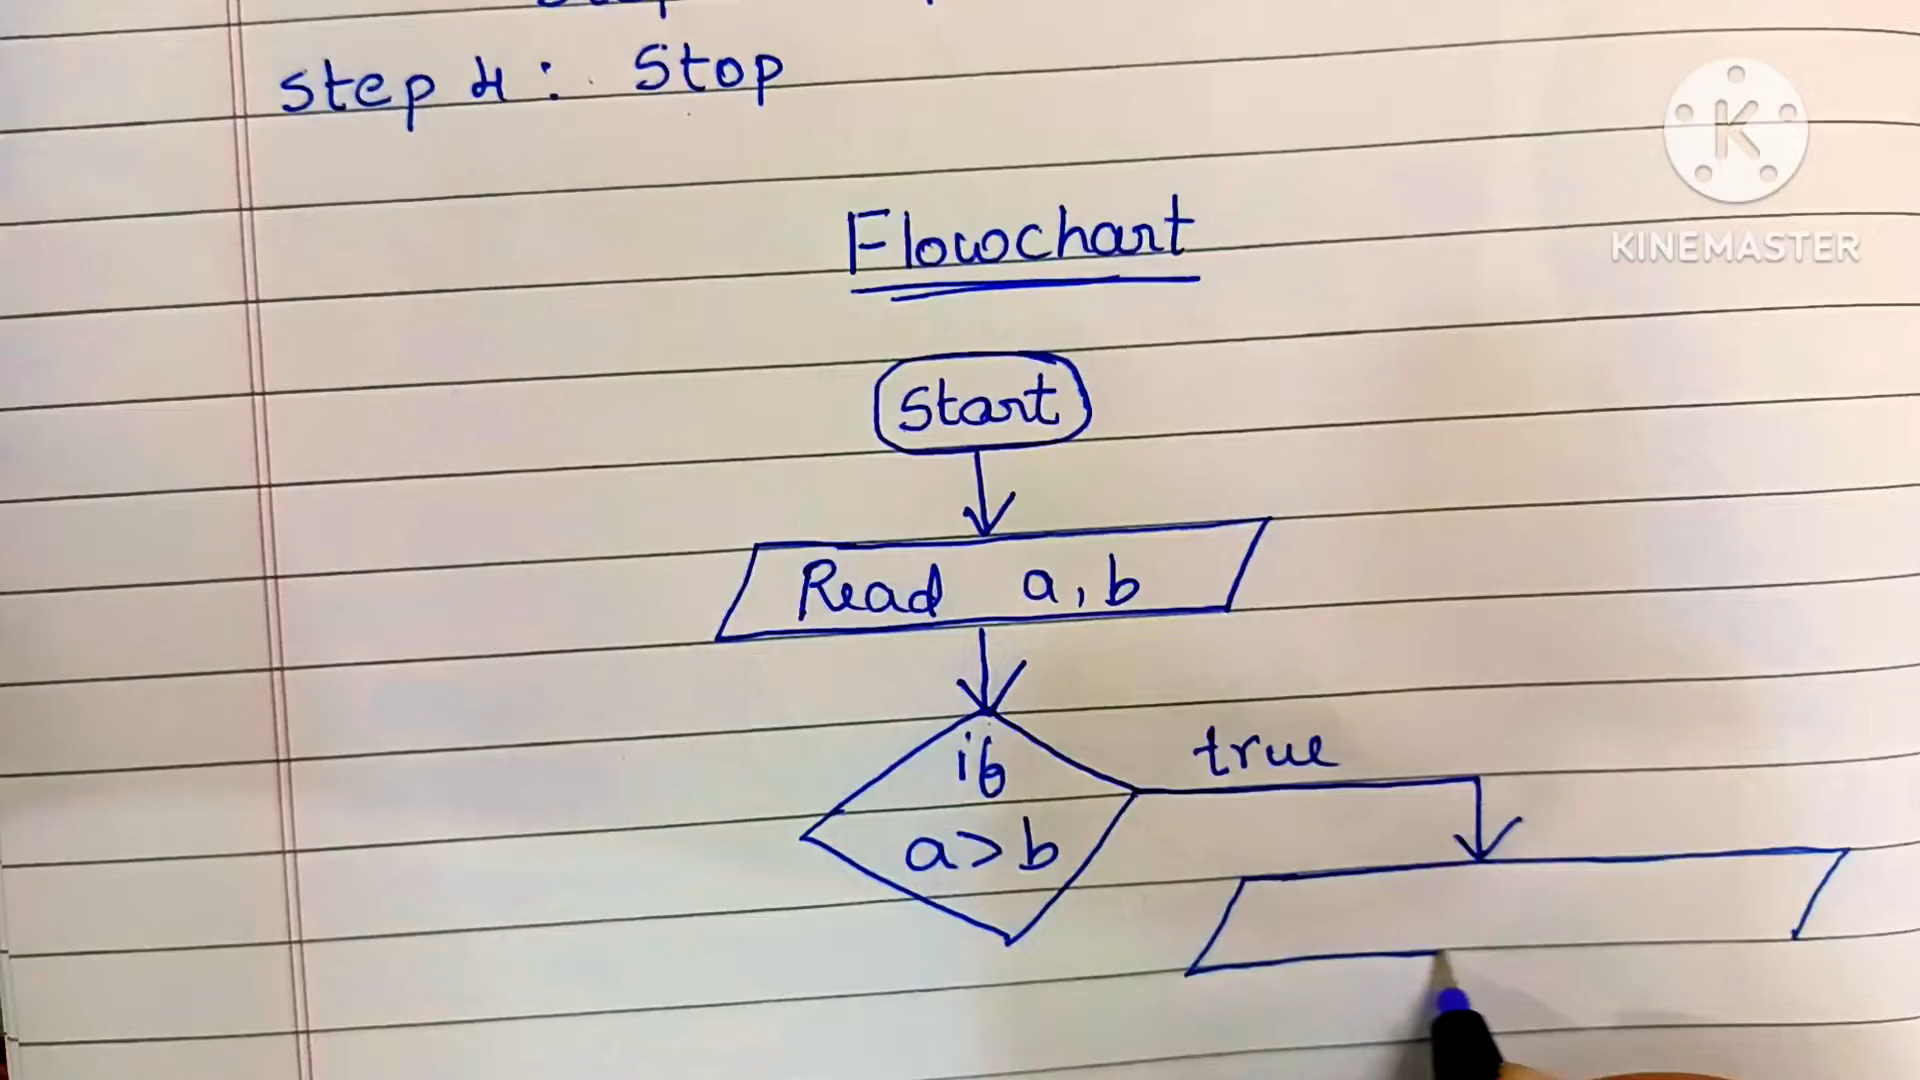 step 4: Stop
K
KINEMASTER
Flowchart
Start
Read a, b
if
true
a>b